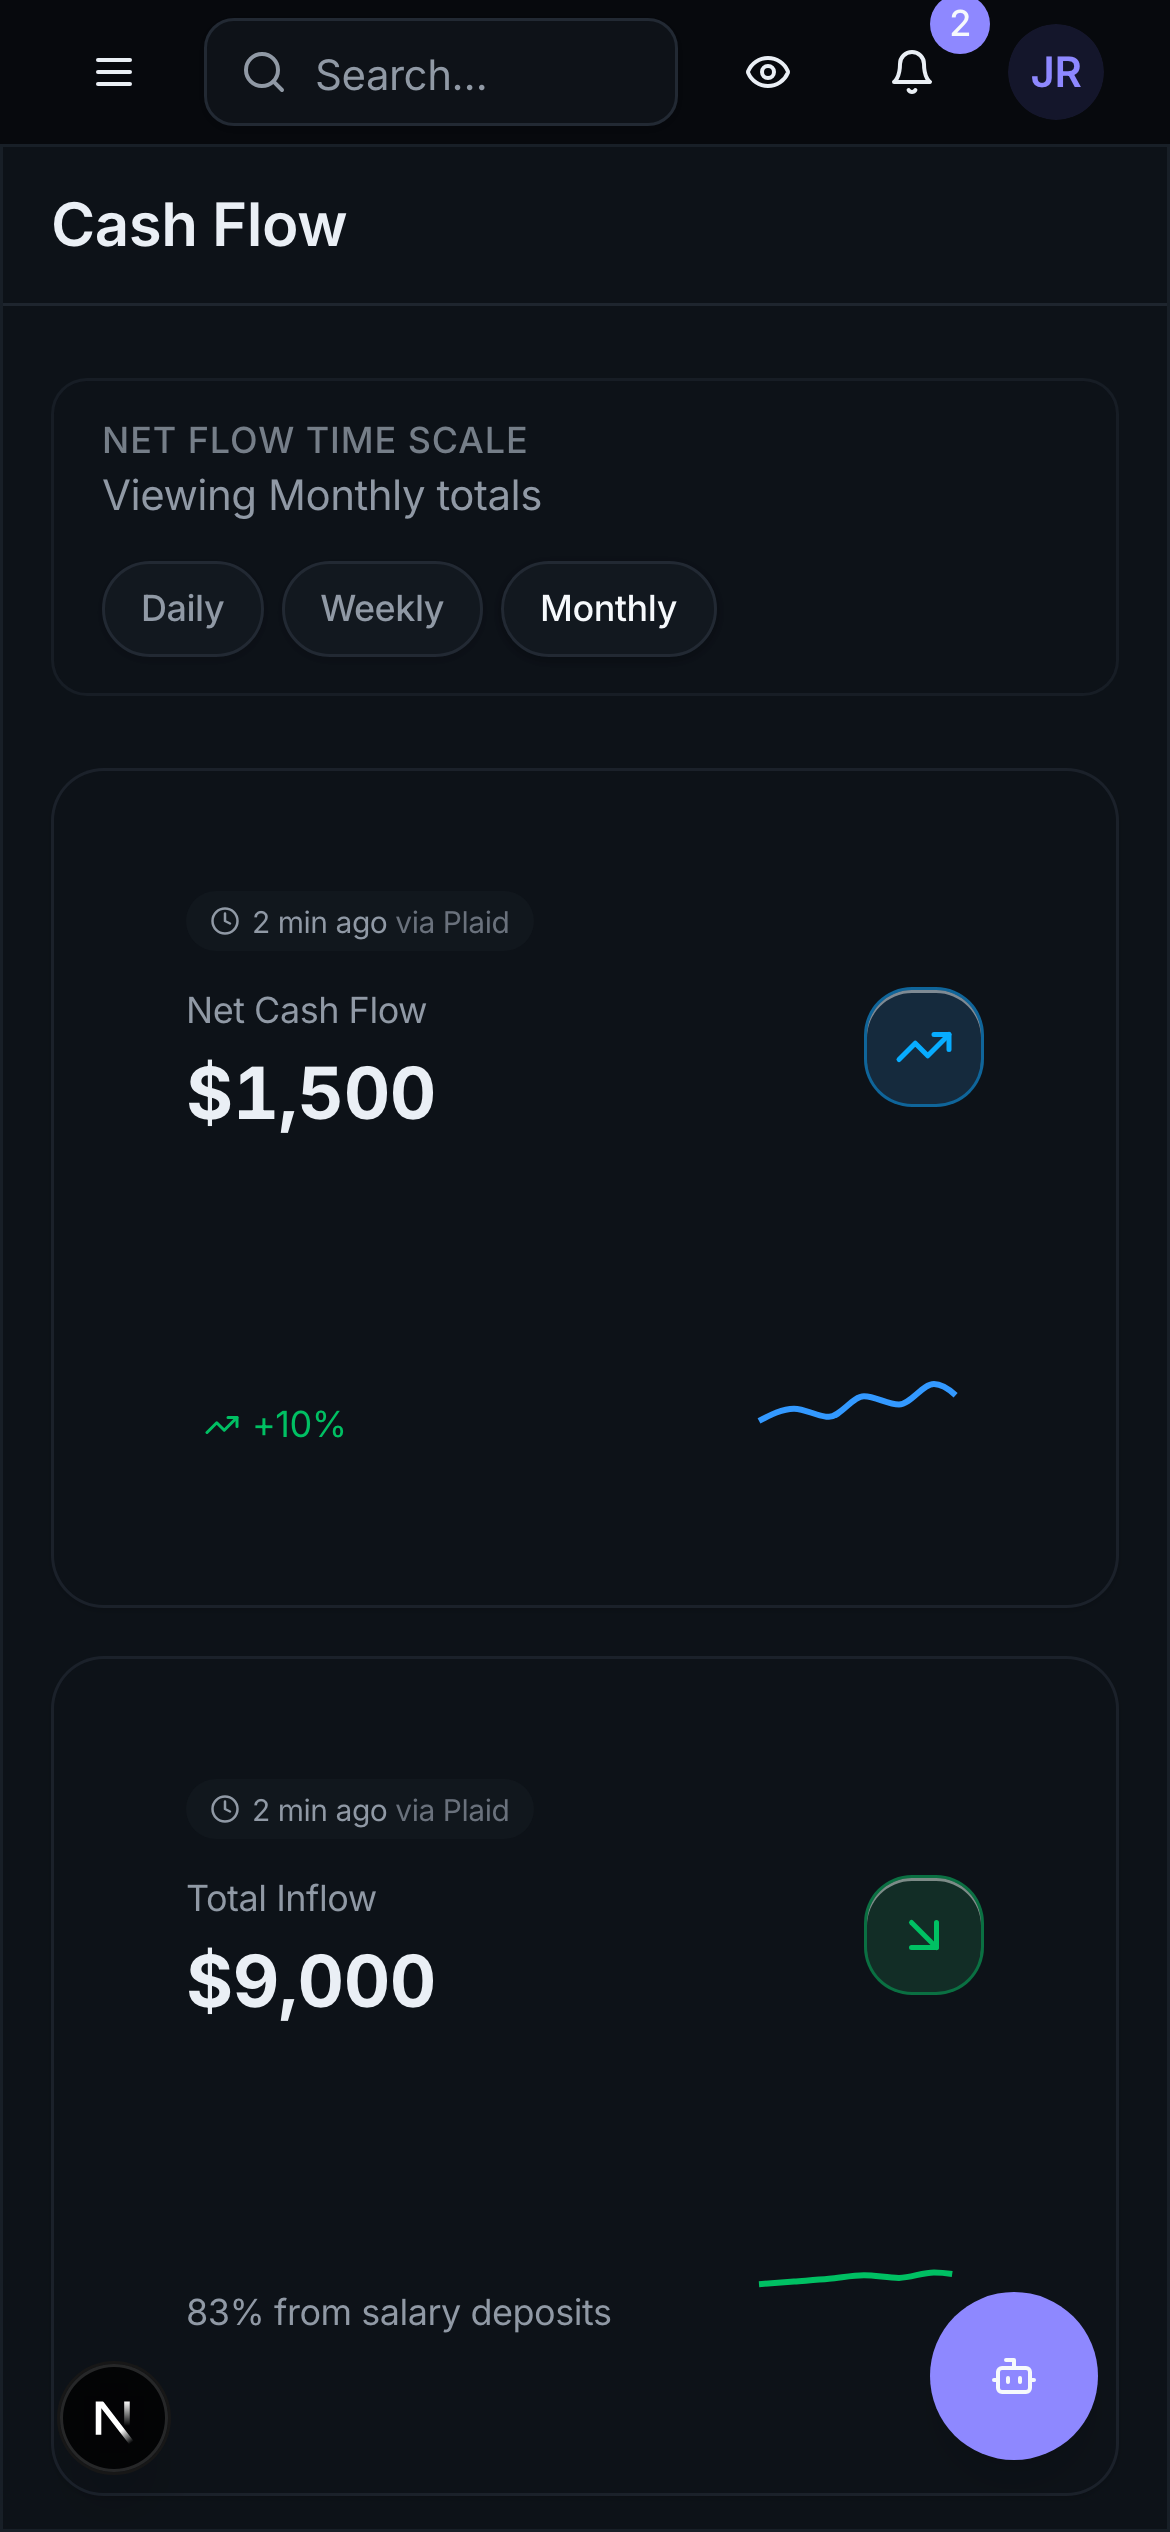 Search...
2
JR
Cash Flow
NET FLOW TIME SCALE
Viewing Monthly totals
Daily
Weekly
Monthly
2 min ago via Plaid
Net Cash Flow
$1,500
+10%
2 min ago via Plaid
Total Inflow
$9,000
83% from salary deposits
N